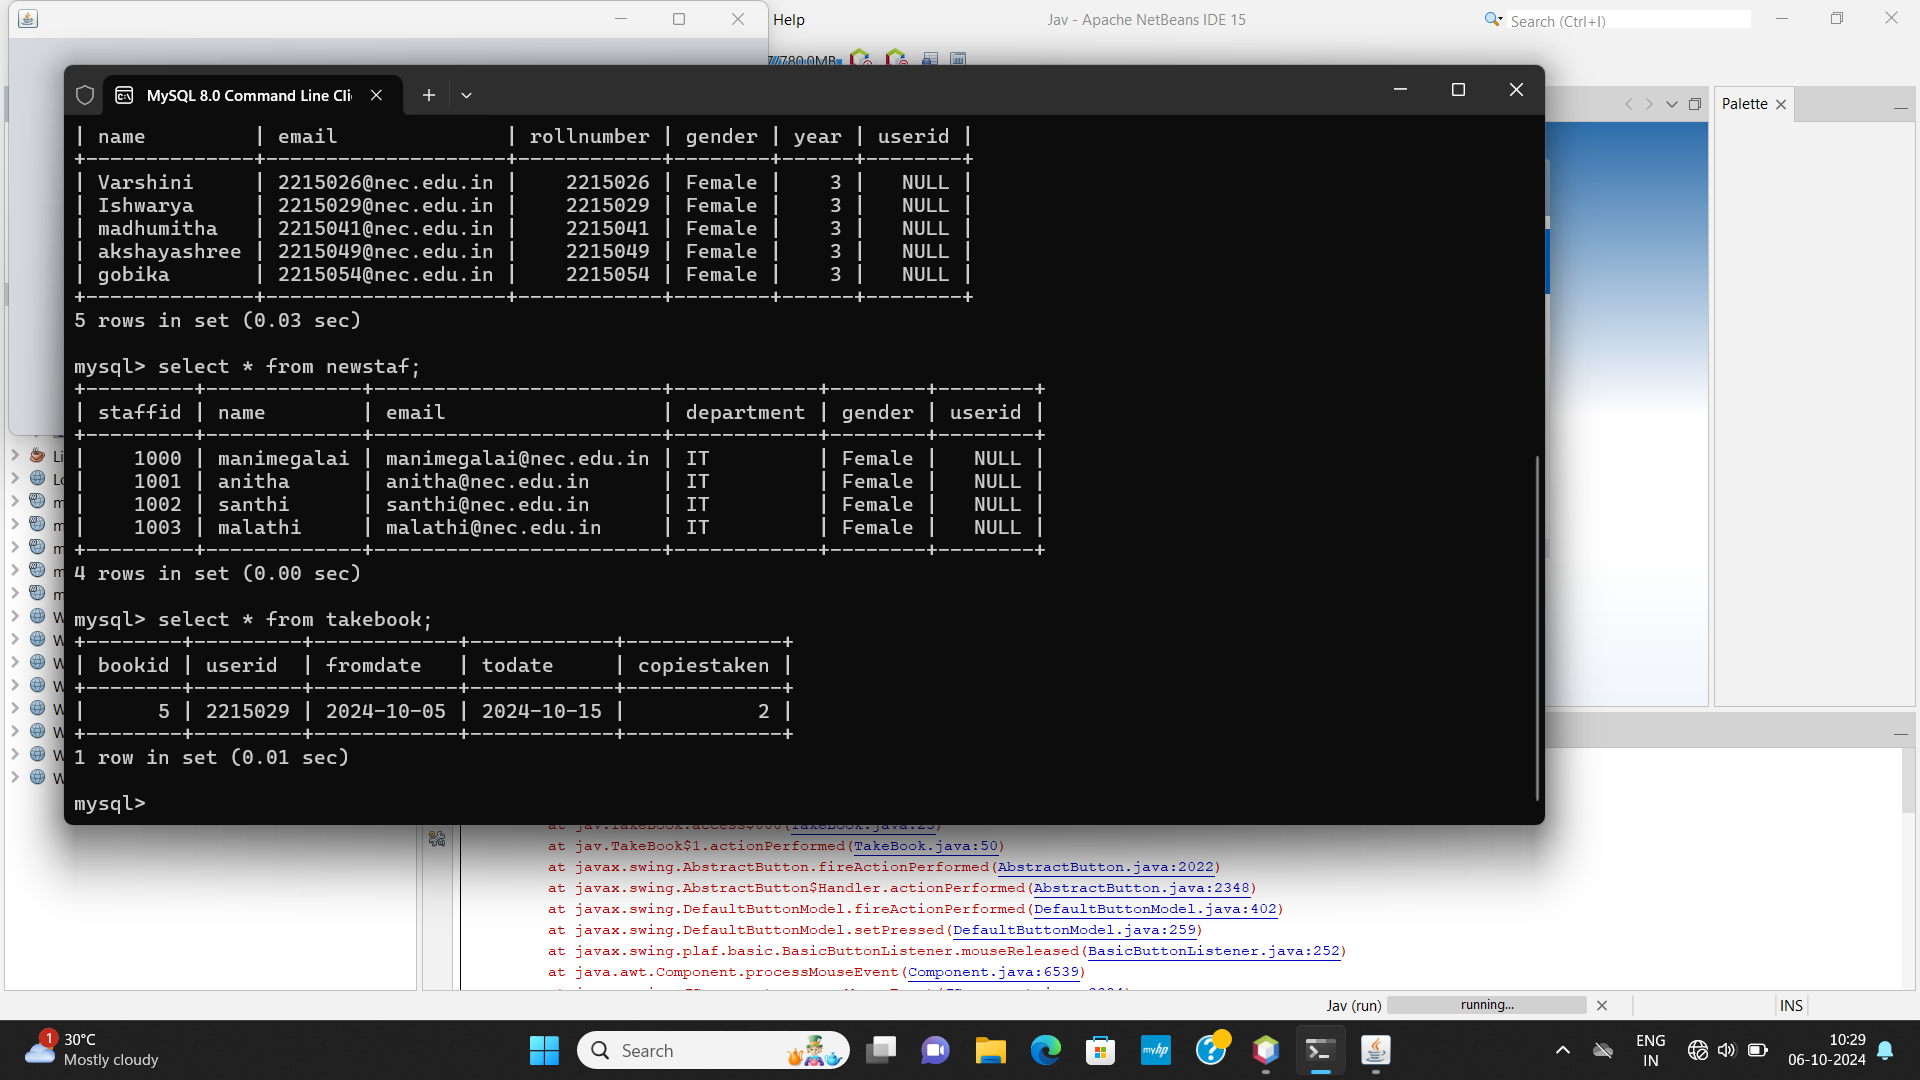 Help
Jav - Apache NetBeans IDE 15
Search (Ctrl+I)
MySQL 8.0 Command Line Cli
Palette
| name | email | rollnumber | gender | year | userid |
| Varshini | 2215026@nec.edu.in | 2215026 | Female | 3 | NULL |
| Ishwarya | 2215029@nec.edu.in | 2215029 | Female | 3 | NULL |
| madhumitha | 2215041@nec.edu.in | 2215041 | Female | 3 | NULL |
| akshayashree | 2215049@nec.edu.in | 2215049 | Female | 3 | NULL |
| gobika | 2215054@nec.edu.in | 2215054 | Female | 3 | NULL |
5 rows in set (0.03 sec)
mysql> select * from newstaf;
| staffid | name | email | department | gender | userid |
| 1000 | manimegalai | manimegalai@nec.edu.in | IT | Female | NULL |
| 1001 | anitha | anitha@nec.edu.in | IT | Female | NULL |
| 1002 | santhi | santhi@nec.edu.in | IT | Female | NULL |
| 1003 | malathi | malathi@nec.edu.in | IT | Female | NULL |
4 rows in set (0.00 sec)
mysql> select * from takebook;
| bookid | userid | fromdate | todate | copiestaken |
| 5 | 2215029 | 2024-10-05 | 2024-10-15 | 2 |
1 row in set (0.01 sec)
mysql>
at jav.TakeBook$1.actionPerformed(TakeBook.java:50)
at javax.swing.AbstractButton.fireActionPerformed(AbstractButton.java:2022)
at javax.swing.AbstractButton$Handler.actionPerformed(AbstractButton.java:2348)
at javax.swing.DefaultButtonModel.fireActionPerformed(DefaultButtonModel.java:402)
at javax.swing.DefaultButtonModel.setPressed(DefaultButtonModel.java:259)
at javax.swing.plaf.basic.BasicButtonListener.mouseReleased(BasicButtonListener.java:252)
at java.awt.Component.processMouseEvent(Component.java:6539)
Jav (run)
running...
INS
1
30°C
Mostly cloudy
Search
myhp
ENG
IN
10:29
06-10-2024